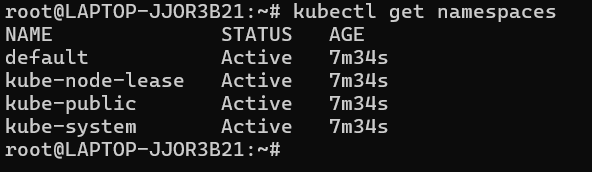 root@LAPTOP-JJOR3B21:~# kubectl get namespaces
NAME              STATUS   AGE
default           Active   7m34s
kube-node-lease   Active   7m34s
kube-public       Active   7m34s
kube-system       Active   7m34s
root@LAPTOP-JJOR3B21:~#